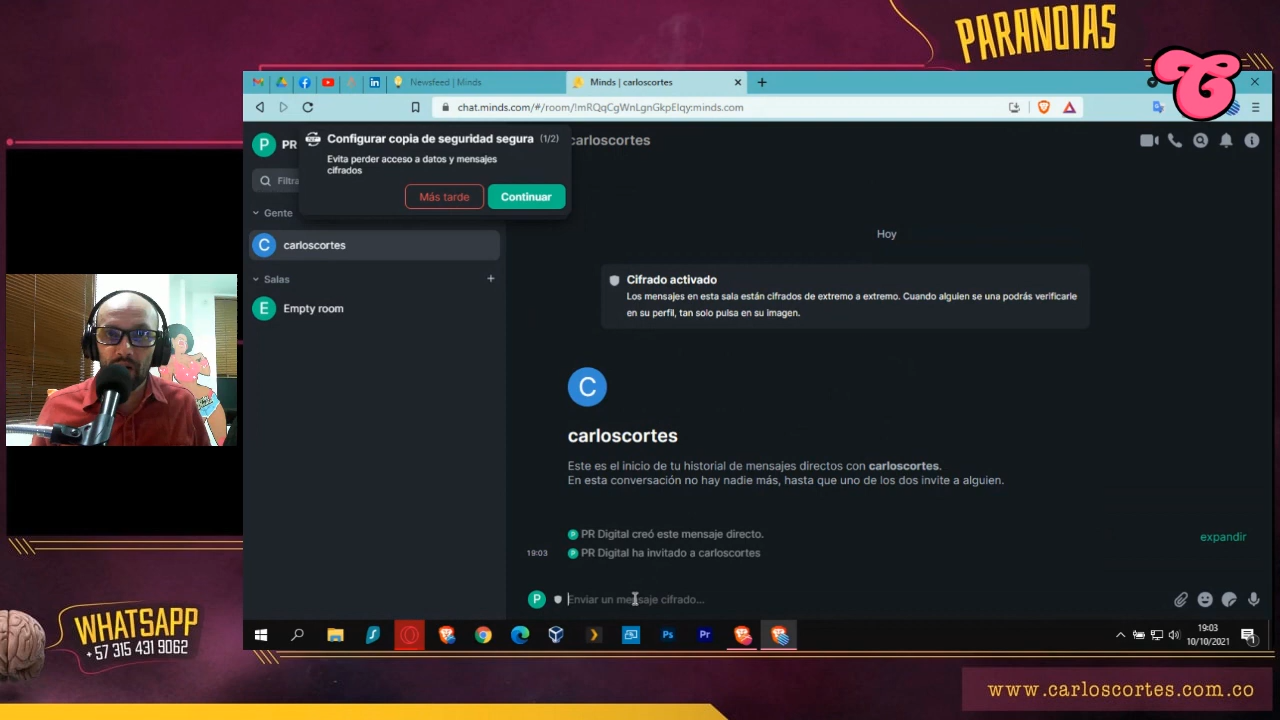 PARANOIAS
Newsfeed | Minds
Minds | carloscortes
chat.minds.com/#/room/!mRQqCgWnLgnGkpElqy:minds.com
P
PR
Configurar copia de seguridad segura (1/2)
Evita perder acceso a datos y mensajes
cifrados
Más tarde
Continuar
carloscortes
Filtra
Gente
C carloscortes
Salas
E Empty room
Hoy
Cifrado activado
Los mensajes en esta sala están cifrados de extremo a extremo. Cuando alguien se una podrás verificarle
en su perfil, tan solo pulsa en su imagen.
C
carloscortes
Este es el inicio de tu historial de mensajes directos con carloscortes.
En esta conversación no hay nadie más, hasta que uno de los dos invite a alguien.
P PR Digital creó este mensaje directo.
expandir
19:03 P PR Digital ha invitado a carloscortes
P Enviar un mensaje cifrado...
Ps
Pr
19:03
10/10/2021
1
WHATSAPP
+ 57 315 431 9062
www.carloscortes.com.co